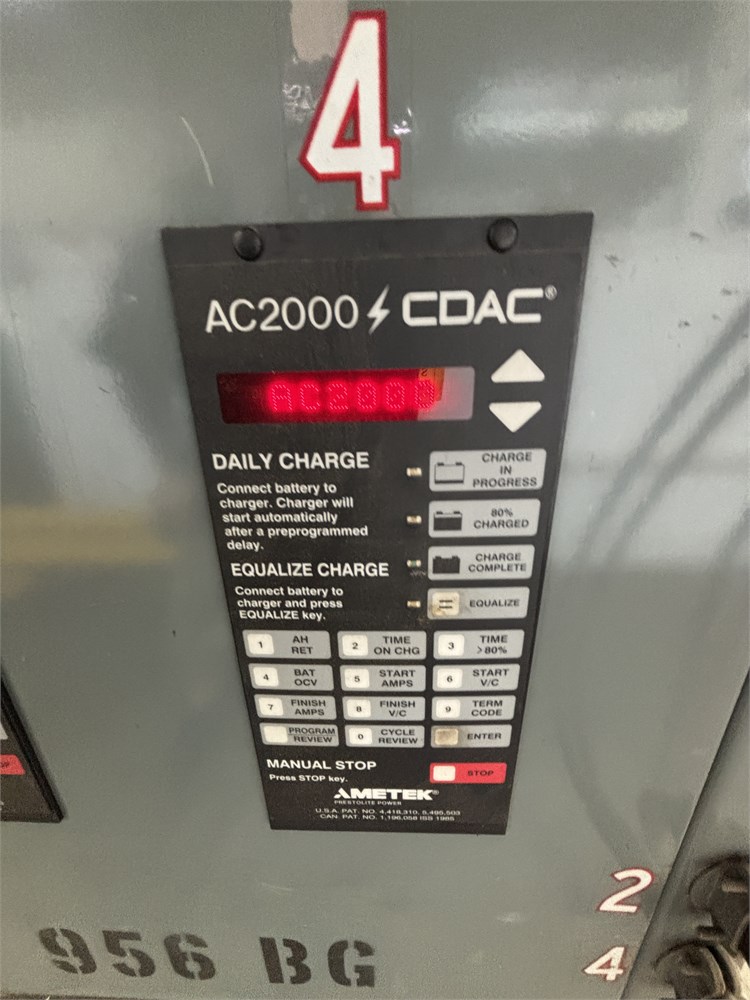 4
AC2000 CDAC®
AC2000
DAILY CHARGE
Connect battery to
charger. Charger will
start automatically
after a preprogrammed
delay.
CHARGE
IN
PROGRESS
80%
CHARGED
CHARGE
COMPLETE
EQUALIZE CHARGE
Connect battery to
charger and press
EQUALIZE key.
= EQUALIZE
1 AH RET
2 TIME ON CHG
3 TIME >80%
4 BAT OCV
5 START AMPS
6 START V/C
7 FINISH AMPS
8 FINISH V/C
9 TERM CODE
PROGRAM REVIEW
0 CYCLE REVIEW
ENTER
MANUAL STOP
Press STOP key.
STOP
AMETEK®
PRESTOLITE POWER
U.S.A. PAT. NO. 4,418,310, 5,495,503
CAN. PAT. NO. 1,196,058 ISS 1985
2
4
956 BG